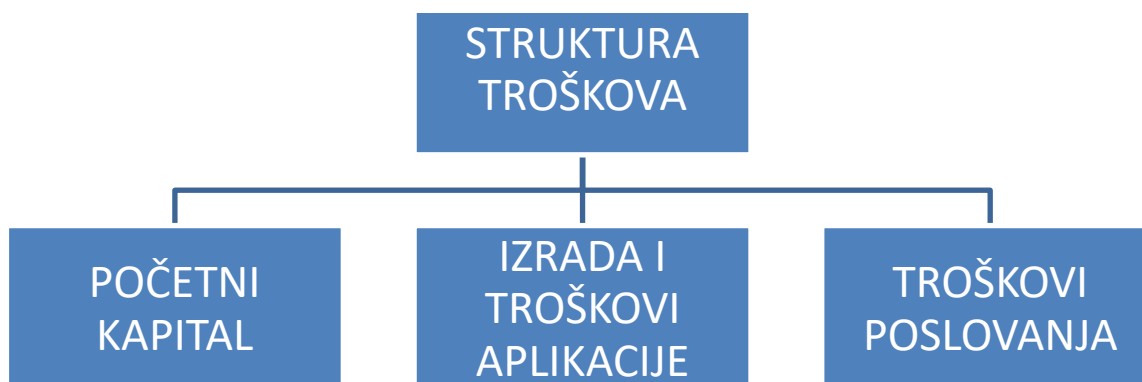 STRUKTURA
TROŠKOVA
POČETNI
KAPITAL
IZRADA I
TROŠKOVI
APLIKACIJE
TROŠKOVI
POSLOVANJA